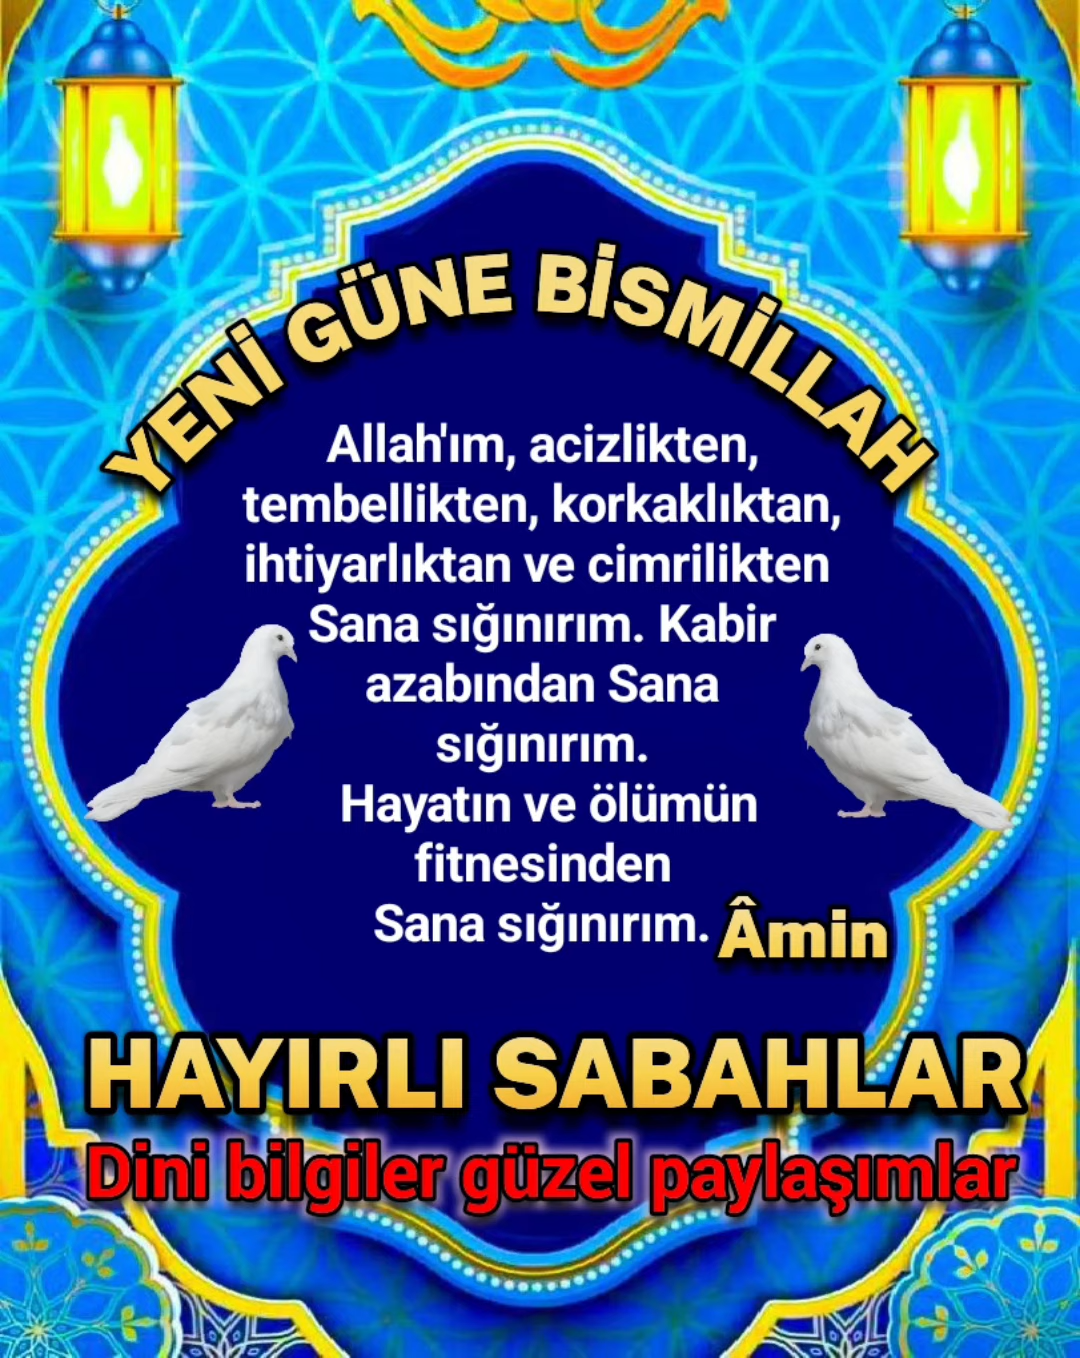 YENİ GÜNE BİSMİLLAH
Allah'ım, acizlikten,
tembellikten, korkaklıktan,
ihtiyarlıktan ve cimrilikten
Sana sığınırım. Kabir
azabından Sana
sığınırım.
Hayatın ve ölümün
fitnesinden
Sana sığınırım. Âmin
HAYIRLI SABAHLAR
Dini bilgiler güzel paylaşımlar